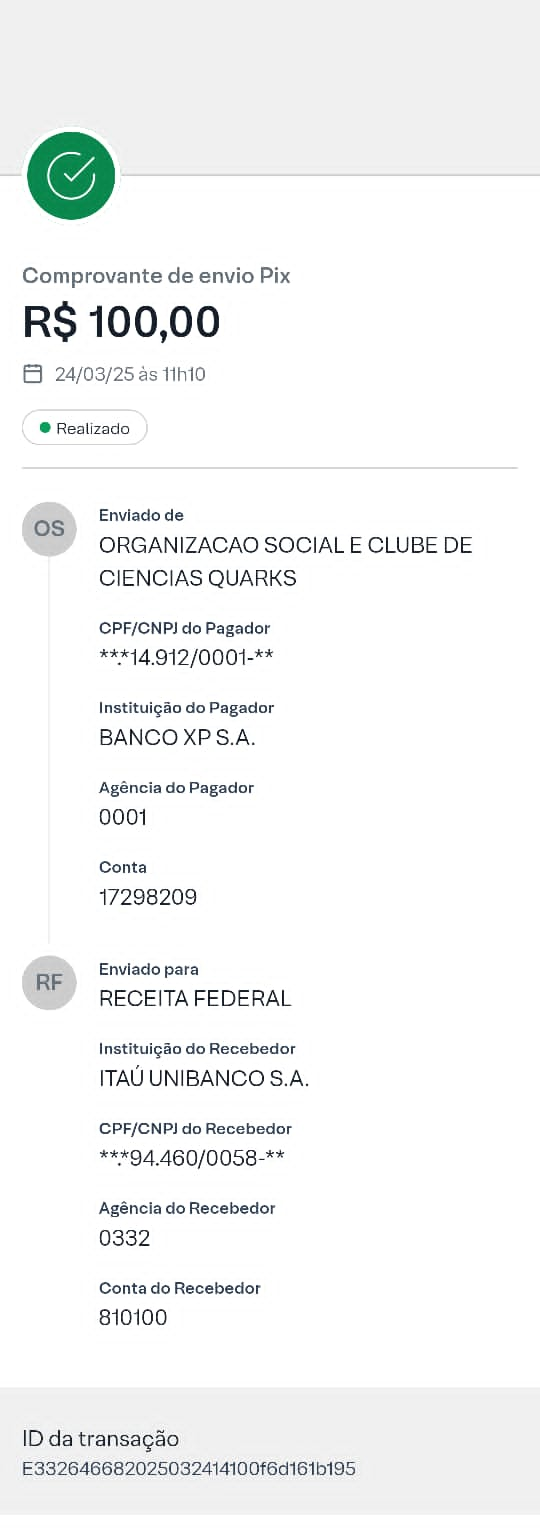 Comprovante de envio Pix
R$ 100,00
24/03/25 às 11h10
Realizado
OS
Enviado de
ORGANIZACAO SOCIAL E CLUBE DE
CIENCIAS QUARKS
CPF/CNPJ do Pagador
**.*14.912/0001-**
Instituição do Pagador
BANCO XP S.A.
Agência do Pagador
0001
Conta
17298209
RF
Enviado para
RECEITA FEDERAL
Instituição do Recebedor
ITAÚ UNIBANCO S.A.
CPF/CNPJ do Recebedor
**.*94.460/0058-**
Agência do Recebedor
0332
Conta do Recebedor
810100
ID da transação
E332646682025032414100f6d161b195